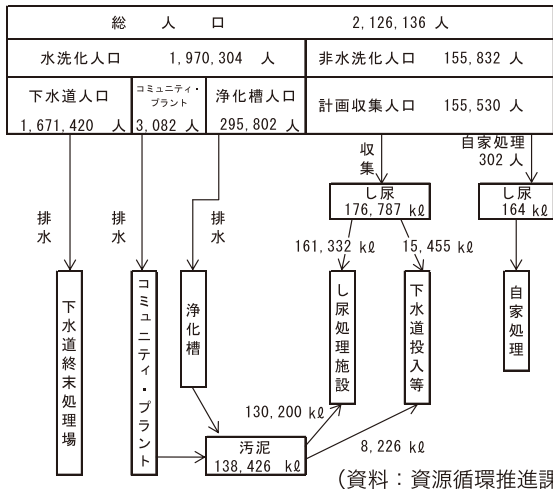 総人口 2,126,136 人
水洗化人口 1,970,304 人
非水洗化人口 155,832 人
下水道人口
1,671,420 人
コミュニティ・
プラント
3,082 人
浄化槽人口
295,802 人
計画収集人口 155,530 人
収集
自家処理
302 人
し尿
176,787 kℓ
し尿
164 kℓ
排水
排水
排水
161,332 kℓ
15,455 kℓ
下水道終末処理場
コミュニティ・プラント
浄化槽
し尿処理施設
下水道投入等
自家処理
130,200 kℓ
8,226 kℓ
汚泥
138,426 kℓ
（資料：資源循環推進課